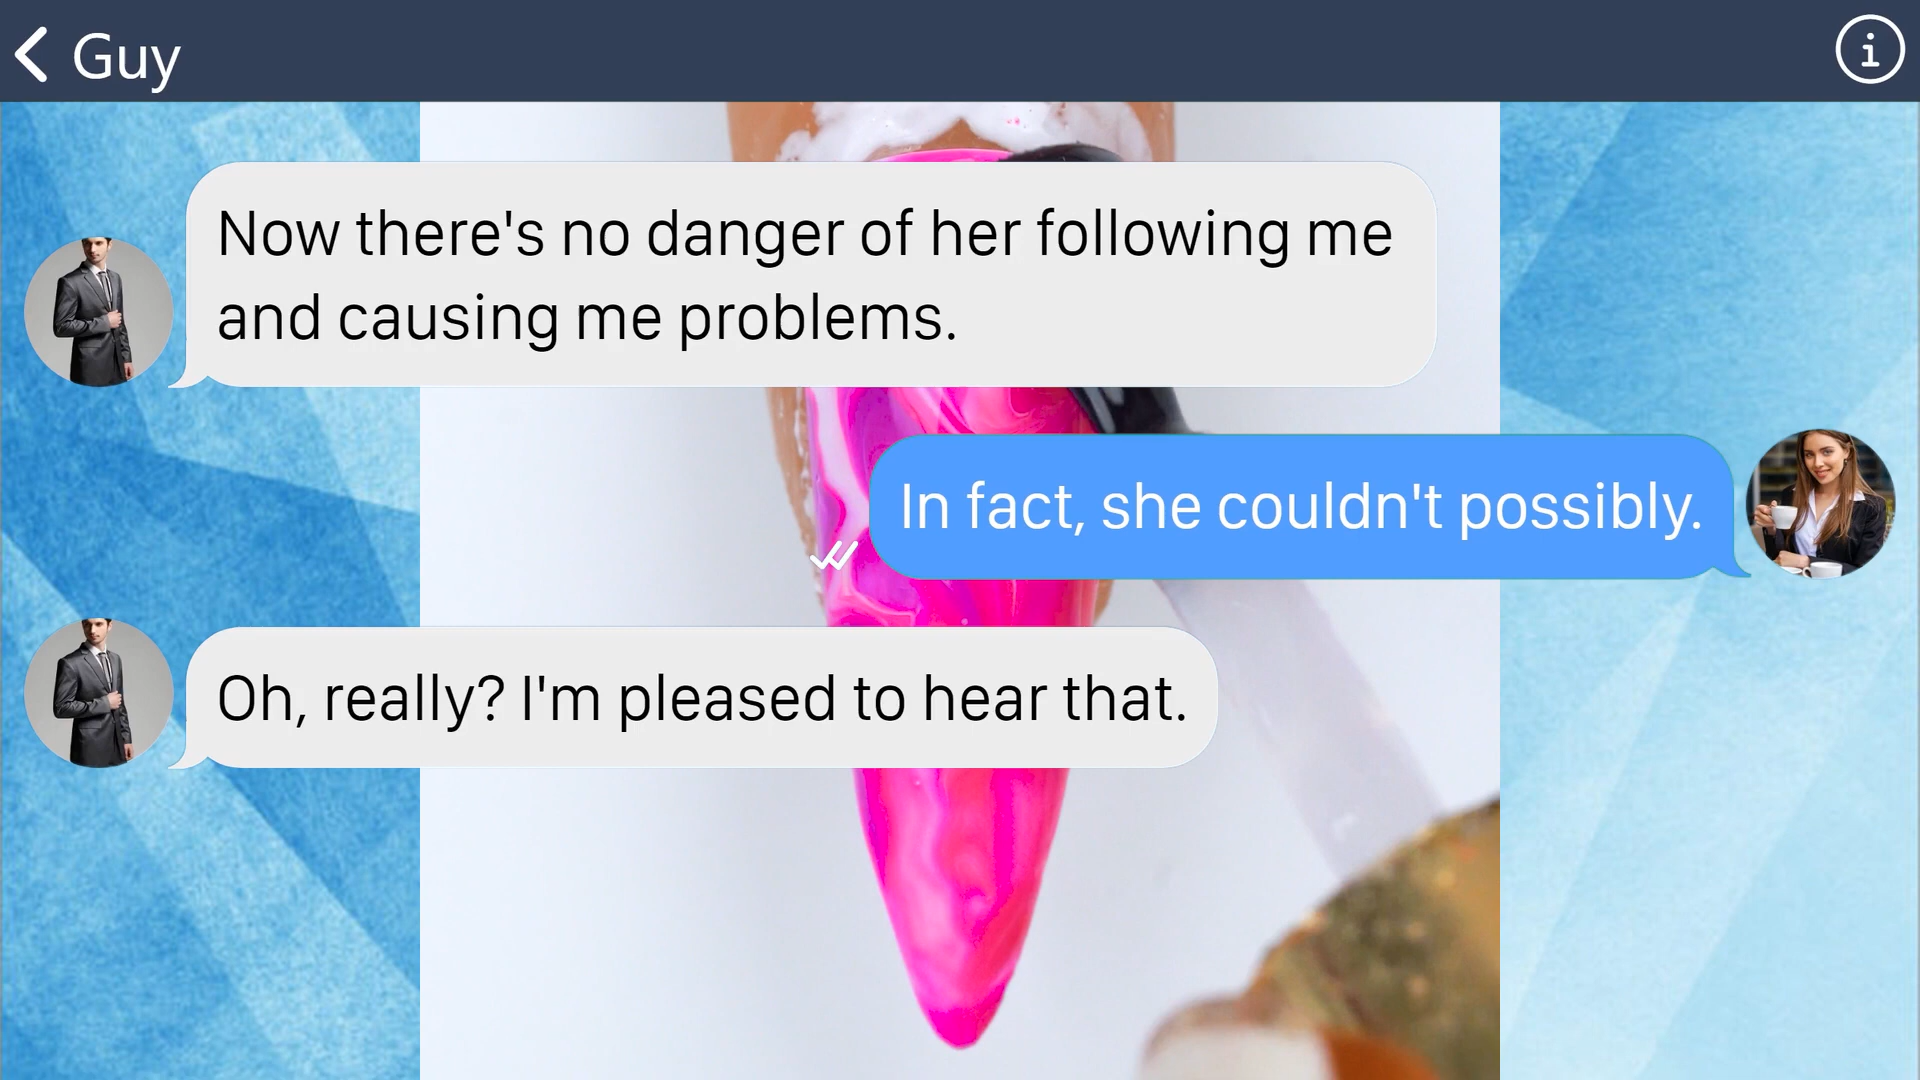 Guy
Now there's no danger of her following me
and causing me problems.
In fact, she couldn't possibly.
Oh, really? I'm pleased to hear that.